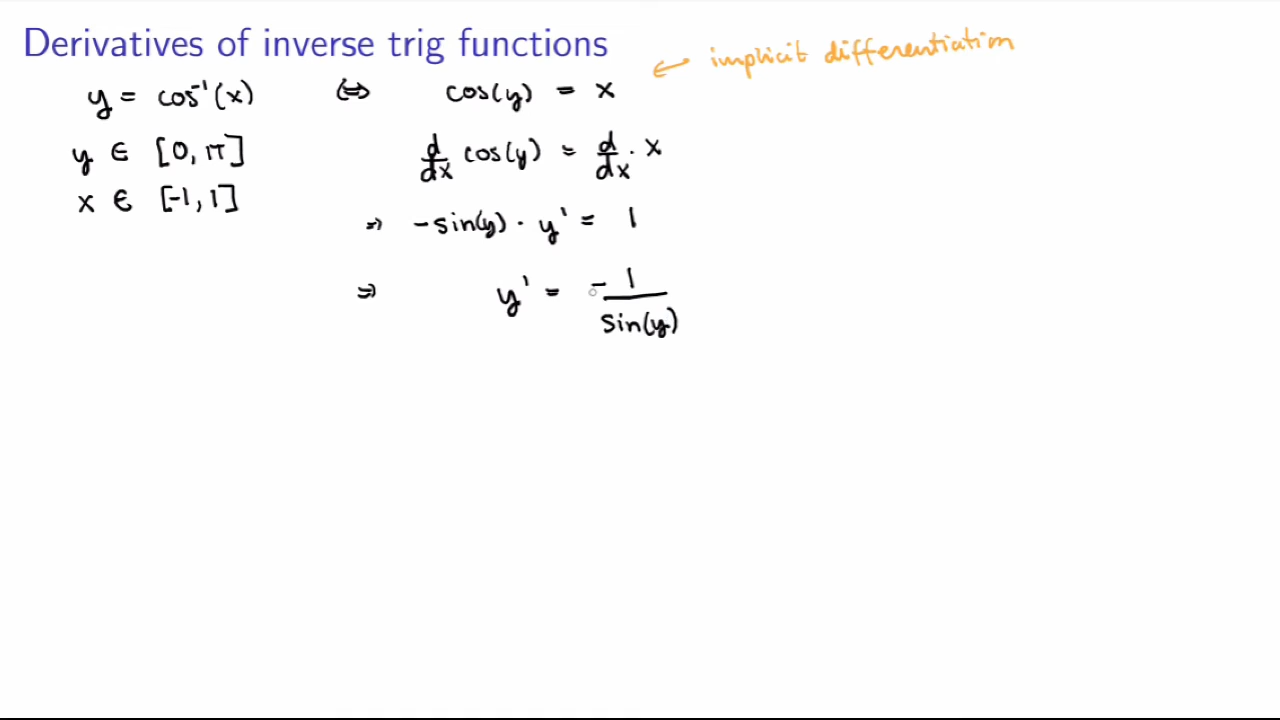 Derivatives of inverse trig functions
← implicit differentiation
y = cos⁻¹(x) ⇔ cos(y) = x
y ∈ [0, π] d/dx cos(y) = d/dx · x
x ∈ [-1, 1]
⇒ -sin(y) · y' = 1
⇒ y' = -1/sin(y)